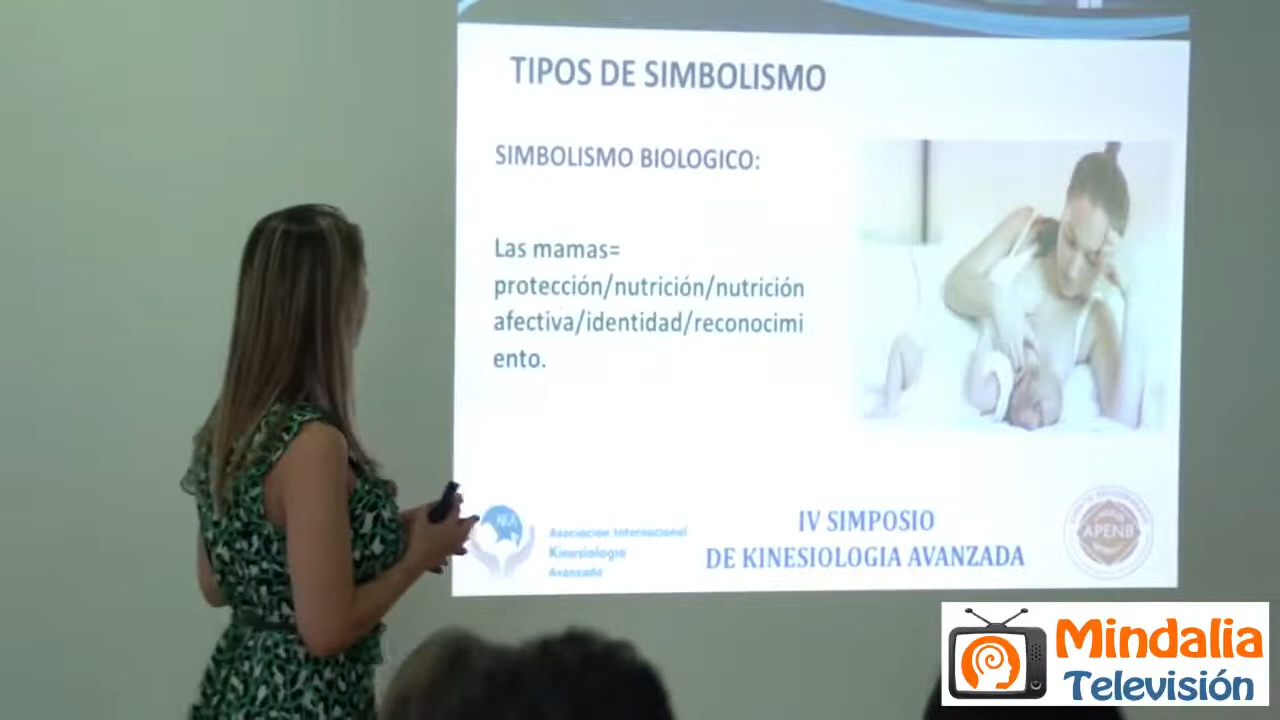 TIPOS DE SIMBOLISMO
SIMBOLISMO BIOLOGICO:
Las mamas=
protección/nutrición/nutrición
afectiva/identidad/reconocimi
ento.
Asociacion Internacional
Kinesiologia
Avanzada
IV SIMPOSIO
DE KINESIOLOGIA AVANZADA
APENB
Mindalia
Televisión